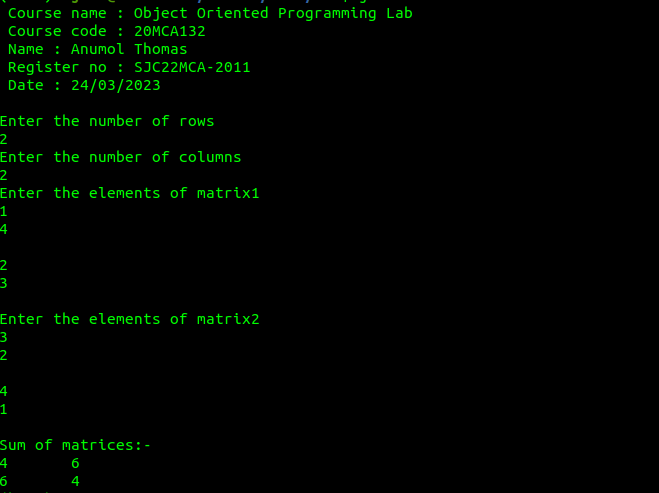 Course name : Object Oriented Programming Lab
Course code : 20MCA132
Name : Anumol Thomas
Register no : SJC22MCA-2011
Date : 24/03/2023
Enter the number of rows
2
Enter the number of columns
2
Enter the elements of matrix1
1
4
2
3
Enter the elements of matrix2
3
2
4
1
Sum of matrices:-
4 6
6 4